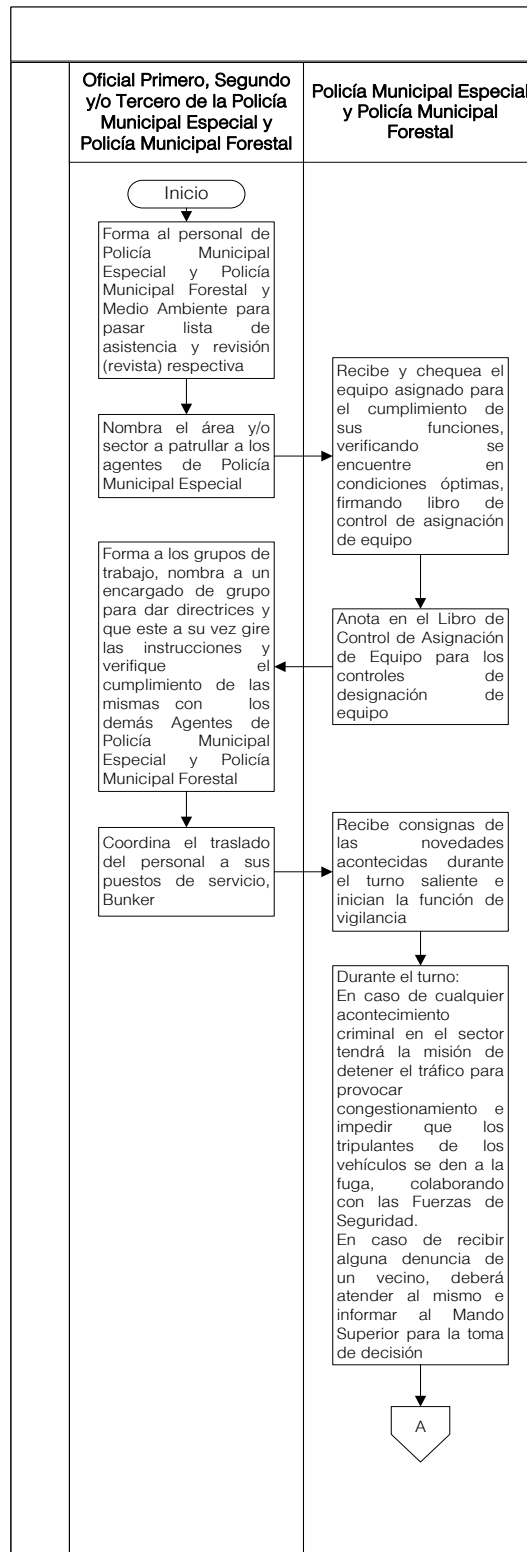 Oficial Primero, Segundo
y/o Tercero de la Policía
Municipal Especial y
Policía Municipal Forestal
Policía Municipal Especial
y Policía Municipal
Forestal
Inicio
Forma al personal de
Policía Municipal
Especial y Policía
Municipal Forestal y
Medio Ambiente para
pasar lista de
asistencia y revisión
(revista) respectiva
Nombra el área y/o
sector a patrullar a los
agentes de Policía
Municipal Especial
Recibe y chequea el
equipo asignado para
el cumplimiento de
sus funciones,
verificando se
encuentre en
condiciones óptimas,
firmando libro de
control de asignación
de equipo
Anota en el Libro de
Control de Asignación
de Equipo para los
controles de
designación de
equipo
Forma a los grupos de
trabajo, nombra a un
encargado de grupo
para dar directrices y
que este a su vez gire
las instrucciones y
verifique el
cumplimiento de las
mismas con los
demás Agentes de
Policía Municipal
Especial y Policía
Municipal Forestal
Coordina el traslado
del personal a sus
puestos de servicio,
Bunker
Recibe consignas de
las novedades
acontecidas durante
el turno saliente e
inician la función de
vigilancia
Durante el turno:
En caso de cualquier
acontecimiento
criminal en el sector
tendrá la misión de
detener el tráfico para
provocar
congestionamiento e
impedir que los
tripulantes de los
vehículos se den a la
fuga, colaborando
con las Fuerzas de
Seguridad.
En caso de recibir
alguna denuncia de
un vecino, deberá
atender al mismo e
informar al Mando
Superior para la toma
de decisión
A